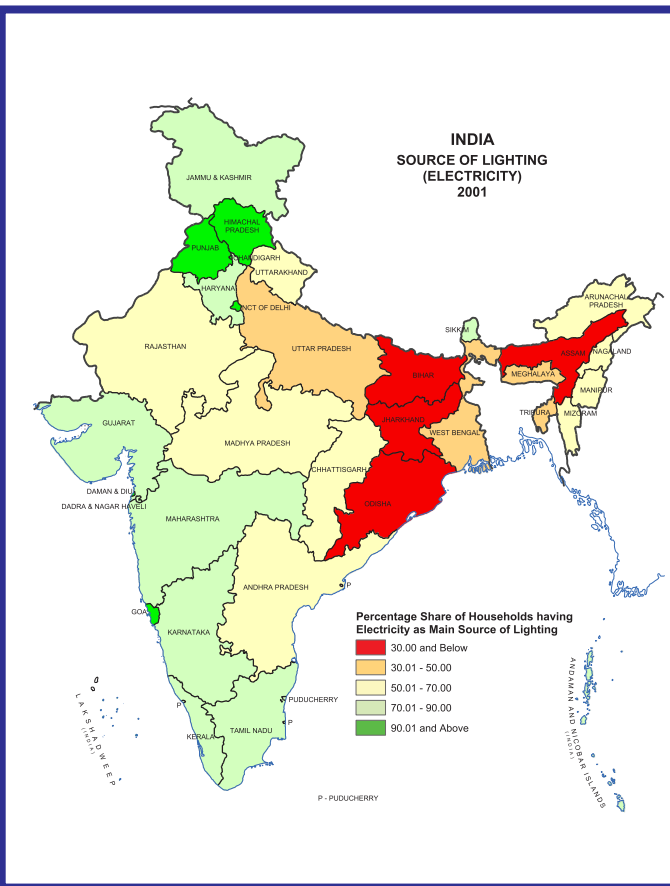 INDIA
SOURCE OF LIGHTING
(ELECTRICITY)
2001
JAMMU & KASHMIR
HIMACHAL
PRADESH
PUNJAB
CHANDIGARH
UTTARAKHAND
HARYANA
NCT OF DELHI
ARUNACHAL
PRADESH
SIKKIM
RAJASTHAN
UTTAR PRADESH
ASSAM
NAGALAND
BIHAR
MEGHALAYA
MANIPUR
TRIPURA
MIZORAM
GUJARAT
JHARKHAND
WEST BENGAL
MADHYA PRADESH
CHHATTISGARH
DAMAN & DIU
DADRA & NAGAR HAVELI
ODISHA
MAHARASHTRA
ANDHRA PRADESH
P
GOA
KARNATAKA
Percentage Share of Households having
Electricity as Main Source of Lighting
30.00 and Below
30.01 - 50.00
50.01 - 70.00
70.01 - 90.00
90.01 and Above
LAKSHADWEEP
(INDIA)
P
PUDUCHERRY
P
KERALA
TAMIL NADU
ANDAMAN AND NICOBAR ISLANDS
(INDIA)
P - PUDUCHERRY